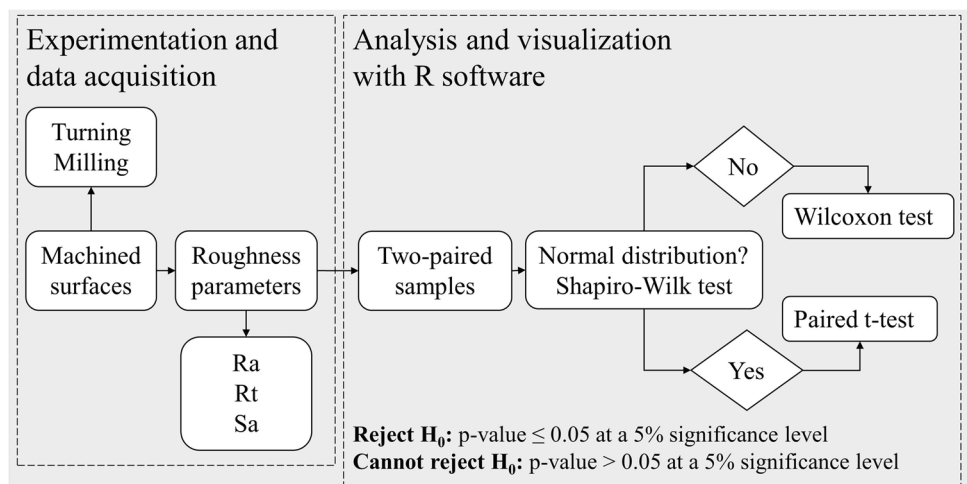 Experimentation and
data acquisition
Turning
Milling
Machined
surfaces
Roughness
parameters
Ra
Rt
Sa
Analysis and visualization
with R software
Two-paired
samples
Normal distribution?
Shapiro-Wilk test
No
Wilcoxon test
Yes
Paired t-test
Reject H₀: p-value ≤ 0.05 at a 5% significance level
Cannot reject H₀: p-value > 0.05 at a 5% significance level